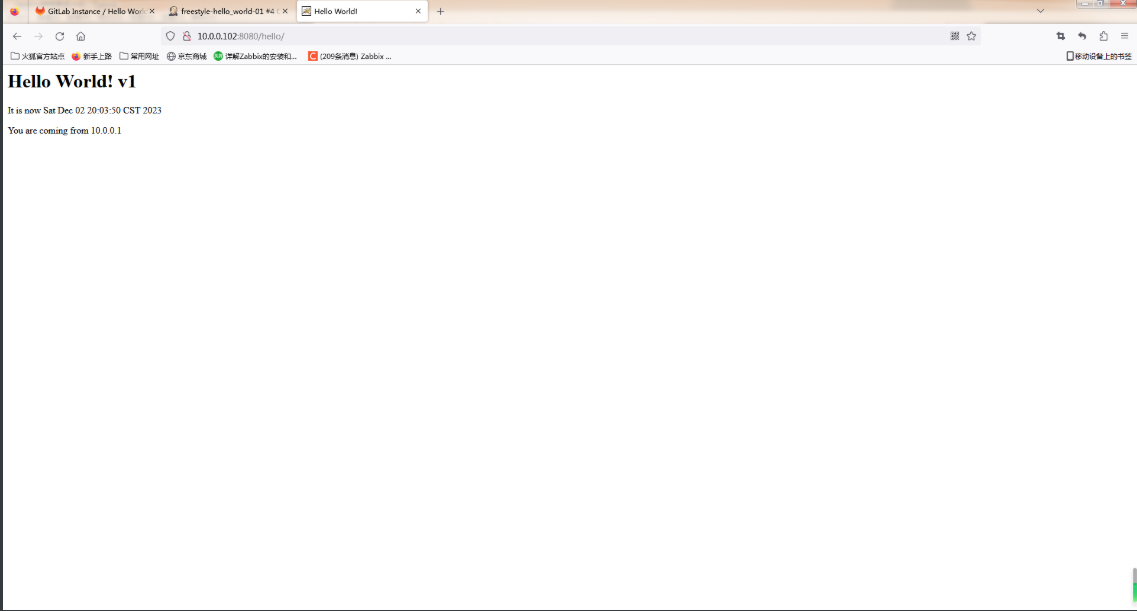 GitLab Instance / Hello Worl
freestyle-hello_world-01 #4 C
Hello World!
10.0.0.102:8080/hello/
火狐官方站点
新手上路
常用网址
京东商城
详解Zabbix的安装和...
(209条消息) Zabbix ...
移动设备上的书签
Hello World! v1
It is now Sat Dec 02 20:03:50 CST 2023
You are coming from 10.0.0.1